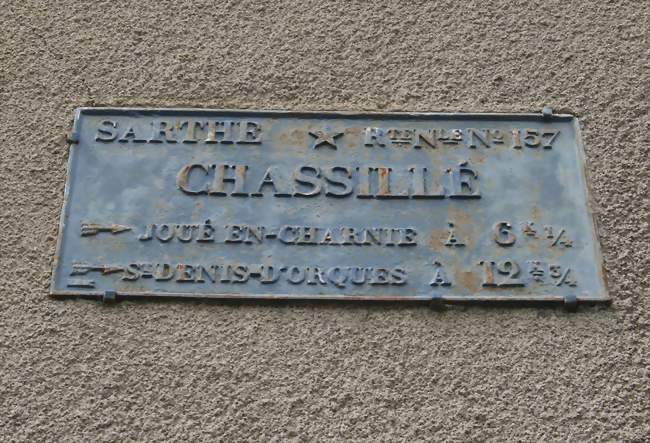 SARTHE ★ RTE NLE NO 157
CHASSILLÉ
JOUÉ EN-CHARNIE À 6 K 1/4
ST-DENIS-D'ORQUES À 12 K 3/4